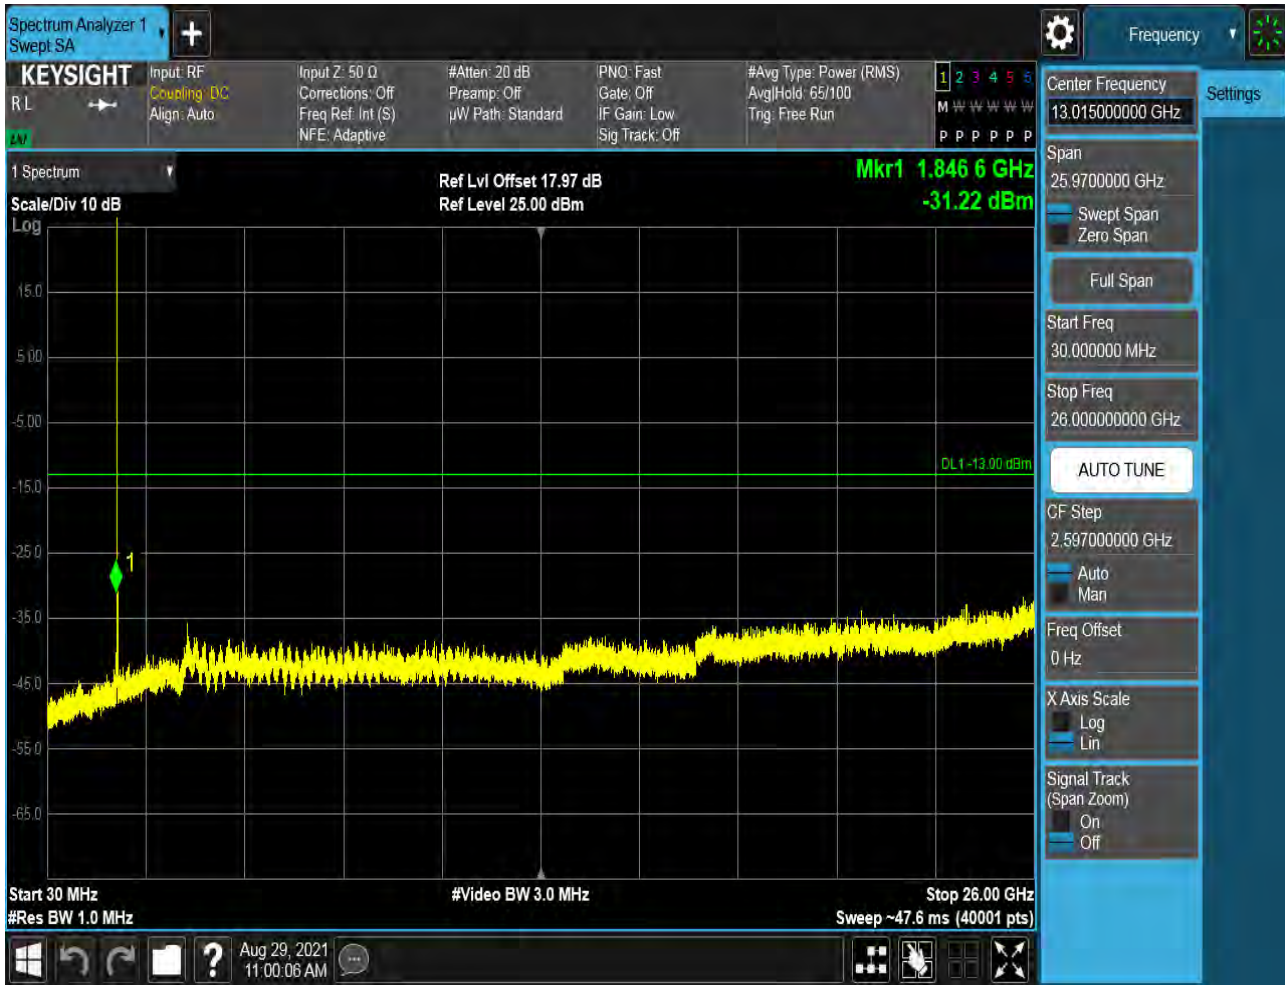 Spectrum Analyzer 1
Swept SA
+
Frequency
KEYSIGHT
R L
LNI
Input: RF
Coupling: DC
Align: Auto
Input Z: 50 Ω
Corrections: Off
Freq Ref: Int (S)
NFE: Adaptive
#Atten: 20 dB
Preamp: Off
µW Path: Standard
PNO: Fast
Gate: Off
IF Gain: Low
Sig Track: Off
#Avg Type: Power (RMS)
Avg|Hold: 65/100
Trig: Free Run
1 2 3 4 5 6
M W W W W W
P P P P P P
1 Spectrum
Scale/Div 10 dB
Log
Ref Lvl Offset 17.97 dB
Ref Level 25.00 dBm
Mkr1 1.846 6 GHz
-31.22 dBm
15.0
5.00
-5.00
DL1 -13.00 dBm
-15.0
-25.0
1
-35.0
-45.0
-55.0
-65.0
Start 30 MHz
#Video BW 3.0 MHz
Stop 26.00 GHz
#Res BW 1.0 MHz
Sweep ~47.6 ms (40001 pts)
Center Frequency
13.015000000 GHz
Settings
Span
25.9700000 GHz
Swept Span
Zero Span
Full Span
Start Freq
30.000000 MHz
Stop Freq
26.000000000 GHz
AUTO TUNE
CF Step
2.597000000 GHz
Auto
Man
Freq Offset
0 Hz
X Axis Scale
Log
Lin
Signal Track
(Span Zoom)
On
Off
?
Aug 29, 2021
11:00:06 AM